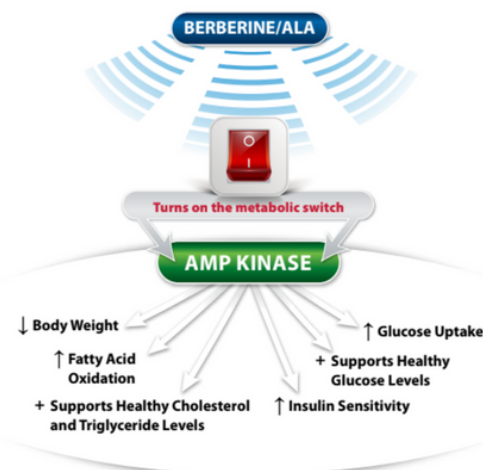 BERBERINE/ALA
Turns on the metabolic switch
AMP KINASE
↓ Body Weight
↑ Fatty Acid
Oxidation
+ Supports Healthy Cholesterol
and Triglyceride Levels
↑ Glucose Uptake
+ Supports Healthy
Glucose Levels
↑ Insulin Sensitivity